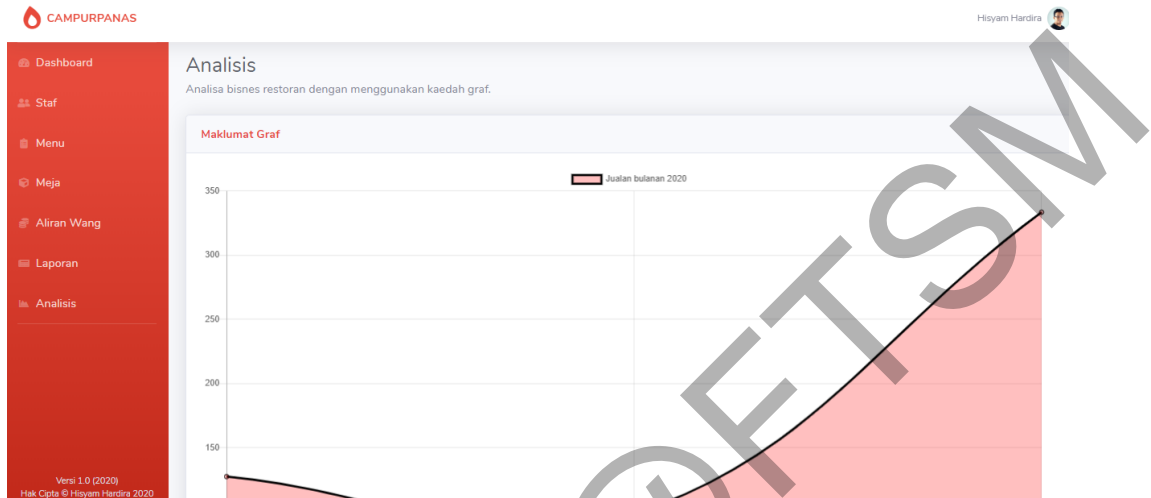 CAMPURPANAS
Hisyam Hardira
Dashboard
Staf
Menu
Meja
Aliran Wang
Laporan
Analisis
Versi 1.0 (2020)
Hak Cipta © Hisyam Hardira 2020
Analisis
Analisa bisnes restoran dengan menggunakan kaedah graf.
Maklumat Graf
Jualan bulanan 2020
350
300
250
200
150
FTSM